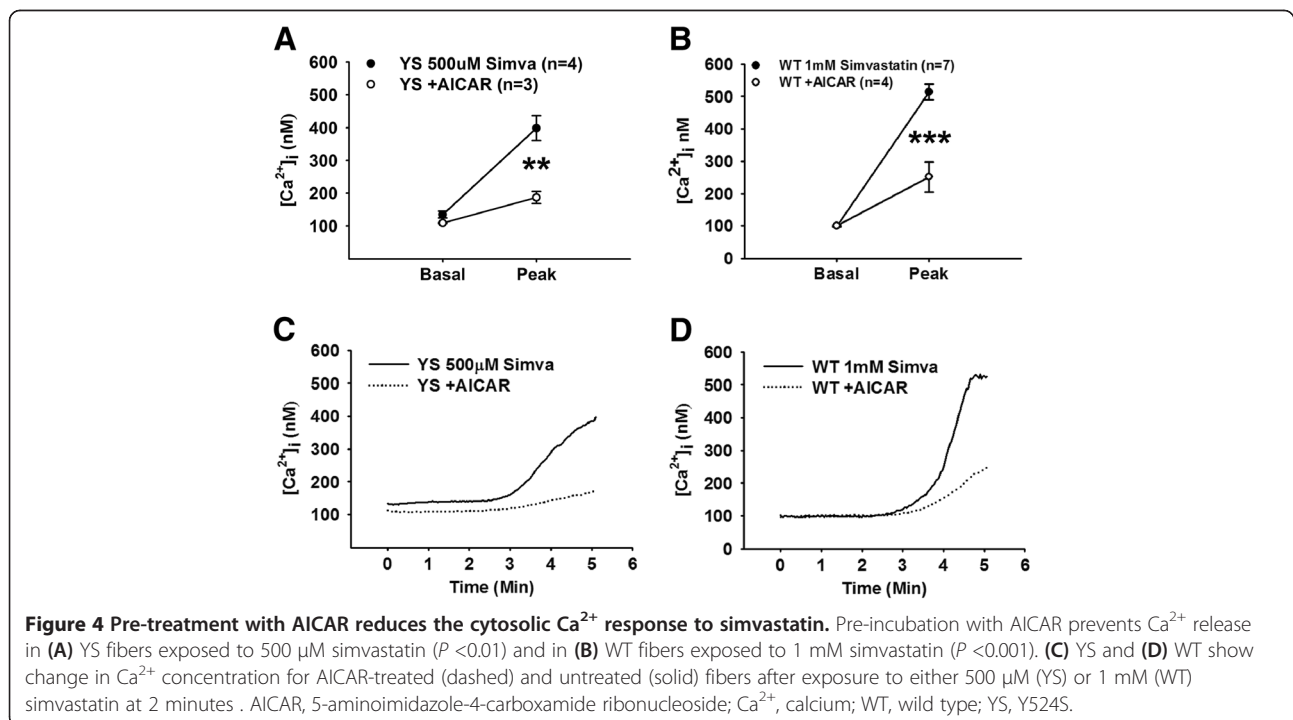 A
YS 500uM Simva (n=4)
YS +AICAR (n=3)
[Ca2+]i (nM)
600
500
400
300
200
100
**
Basal Peak
B
WT 1mM Simvastatin (n=7)
WT +AICAR (n=4)
[Ca2+]i nM
600
500
400
300
200
100
0
***
Basal Peak
C
YS 500μM Simva
YS +AICAR
[Ca2+]i (nM)
600
500
400
300
200
100
0 1 2 3 4 5 6
Time (Min)
D
WT 1mM Simva
WT +AICAR
[Ca2+]i (nM)
600
500
400
300
200
100
0
0 1 2 3 4 5 6
Time (Min)
Figure 4 Pre-treatment with AICAR reduces the cytosolic Ca2+ response to simvastatin. Pre-incubation with AICAR prevents Ca2+ release
in (A) YS fibers exposed to 500 μM simvastatin (P <0.01) and in (B) WT fibers exposed to 1 mM simvastatin (P <0.001). (C) YS and (D) WT show
change in Ca2+ concentration for AICAR-treated (dashed) and untreated (solid) fibers after exposure to either 500 μM (YS) or 1 mM (WT)
simvastatin at 2 minutes . AICAR, 5-aminoimidazole-4-carboxamide ribonucleoside; Ca2+, calcium; WT, wild type; YS, Y524S.